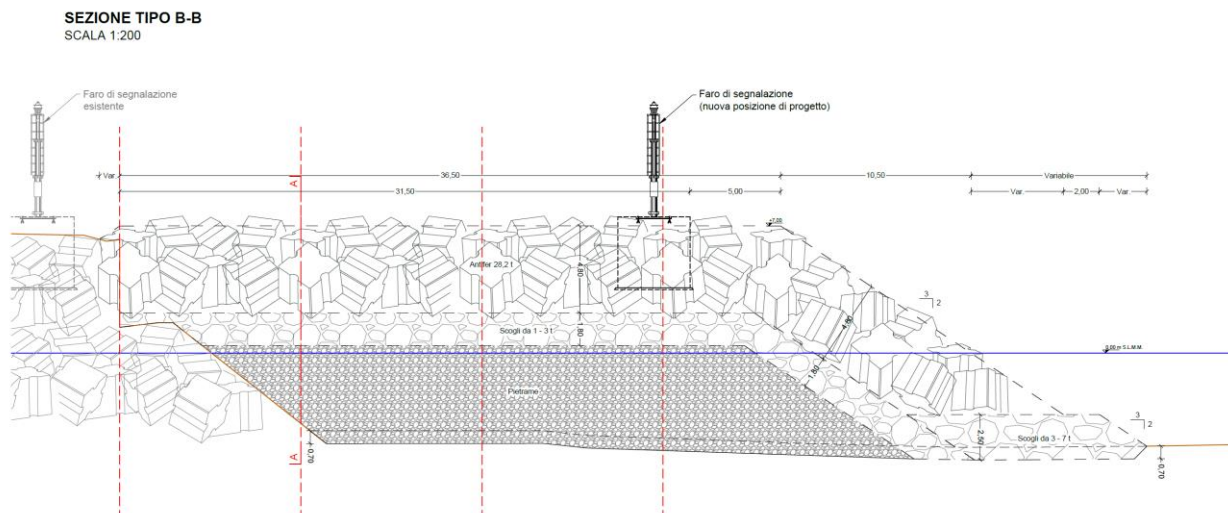 SEZIONE TIPO B-B
SCALA 1:200
Faro di segnalazione
esistente
Faro di segnalazione
(nuova posizione di progetto)
Var.
36,50
10,50
Variabile
A
31,50
5,00
Var.
2,00
Var.
+7,00
Antifer 28,2 t
4,80
3
2
Scogli da 1 - 3 t
1,80
4,80
0,00 m S.L.M.M.
1,80
Pietrame
3
2
2,50
Scogli da 3 - 7 t
A
0,70
0,70